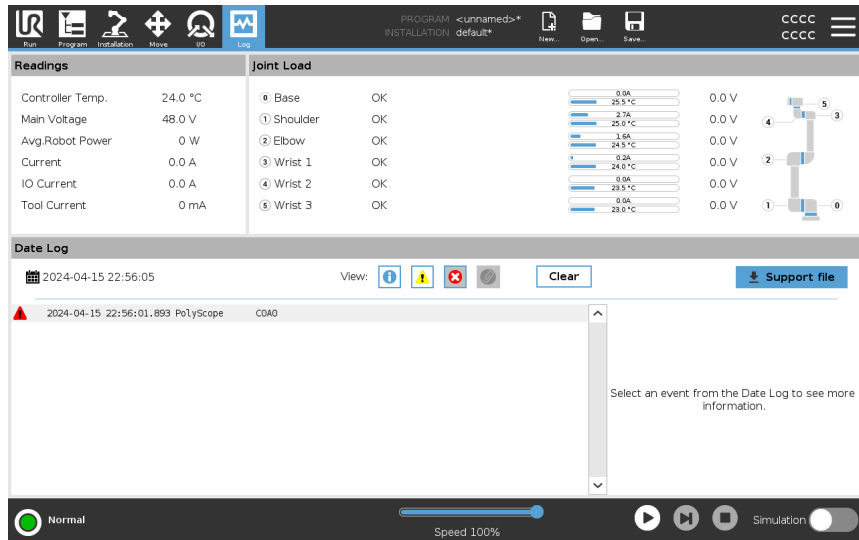 PROGRAM <unnamed>*
INSTALLATION default*
CCCC
CCCC
UR
Run Program Installation Move I/O Log New... Open... Save...
Readings
Joint Load
Controller Temp. 24.0 °C
Main Voltage 48.0 V
Avg.Robot Power 0 W
Current 0.0 A
IO Current 0.0 A
Tool Current 0 mA
0 Base OK 0.0A 25.5 °C 0.0 V
1 Shoulder OK 2.7A 25.0 °C 0.0 V
2 Elbow OK 1.6A 24.5 °C 0.0 V
3 Wrist 1 OK 0.2A 24.0 °C 0.0 V
4 Wrist 2 OK 0.0A 23.5 °C 0.0 V
5 Wrist 3 OK 0.0A 23.0 °C 0.0 V
5
3
4
2
1
0
Date Log
2024-04-15 22:56:05 View: Clear Support file
2024-04-15 22:56:01.893 PolyScope C0A0
Select an event from the Date Log to see more
information.
Normal
Speed 100%
Simulation